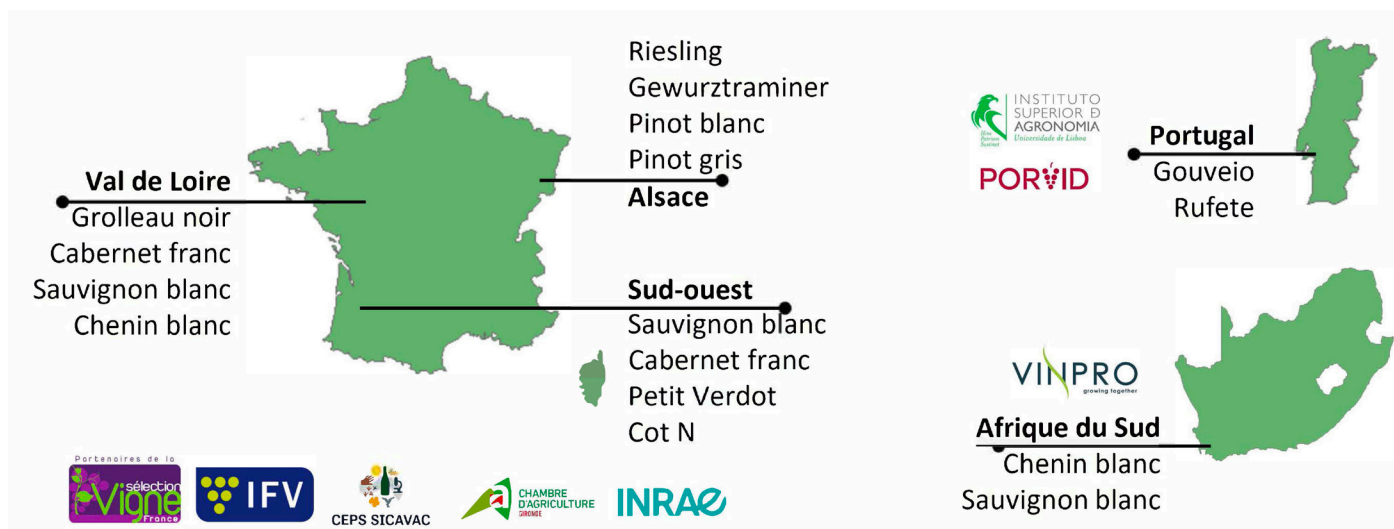 Riesling
Gewurztraminer
Pinot blanc
Pinot gris
Alsace
Val de Loire
Grolleau noir
Cabernet franc
Sauvignon blanc
Chenin blanc
Sud-ouest
Sauvignon blanc
Cabernet franc
Petit Verdot
Cot N
INSTITUTO
SUPERIOR D
AGRONOMIA
Universidade de Lisboa
PORVID
Portugal
Gouveio
Rufete
VINPRO
growing together
Afrique du Sud
Chenin blanc
Sauvignon blanc
Partenaires de la
sélection
Vigne
France
IFV
CEPS SICAVAC
CHAMBRE
D'AGRICULTURE
GIRONDE
INRAE